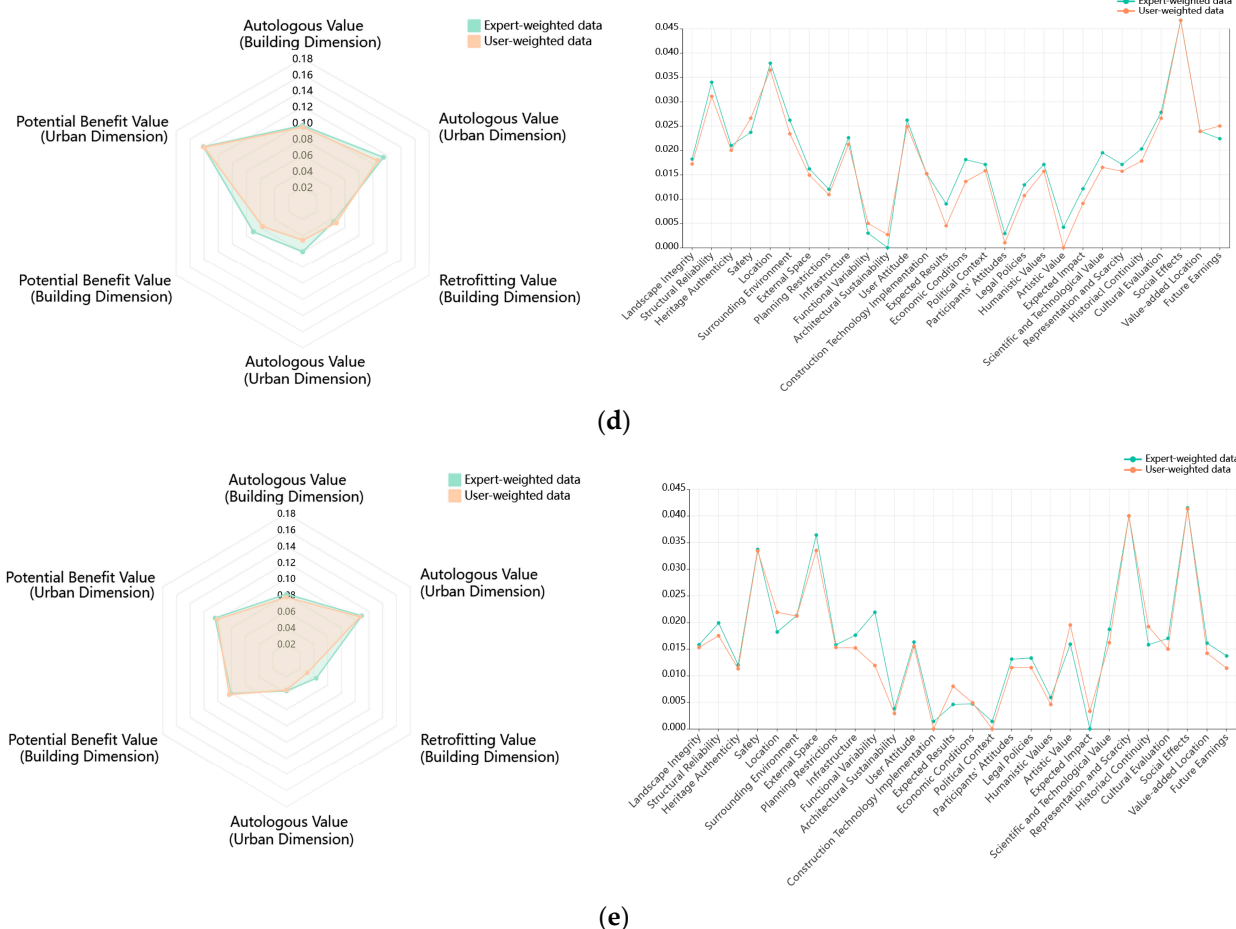 Autologous Value
(Building Dimension)
Expert-weighted data
User-weighted data
0.18
0.16
0.14
0.12
0.10
0.08
0.06
0.04
0.02
Potential Benefit Value
(Urban Dimension)
Autologous Value
(Urban Dimension)
Potential Benefit Value
(Building Dimension)
Retrofitting Value
(Building Dimension)
Autologous Value
(Urban Dimension)
Expert-weighted data
User-weighted data
0.045
0.040
0.035
0.030
0.025
0.020
0.015
0.010
0.005
0.000
Landscape Integrity
Structural Reliability
Heritage Authenticity
Safety
Location
Surrounding Environment
External Space
Planning Restrictions
Infrastructure
Functional Variability
Architectural Sustainability
User Attitude
Construction Technology Implementation
Expected Results
Economic Conditions
Political Context
Participants' Attitudes
Legal Policies
Humanistic Values
Artistic Value
Expected Impact
Scientific and Technological Value
Representation and Scarcity
Historiacl Continuity
Cultural Evaluation
Social Effects
Value-added Location
Future Earnings
(d)
Autologous Value
(Building Dimension)
Expert-weighted data
User-weighted data
0.18
0.16
0.14
0.12
0.10
0.08
0.06
0.04
0.02
Potential Benefit Value
(Urban Dimension)
Autologous Value
(Urban Dimension)
Potential Benefit Value
(Building Dimension)
Retrofitting Value
(Building Dimension)
Autologous Value
(Urban Dimension)
Expert-weighted data
User-weighted data
0.045
0.040
0.035
0.030
0.025
0.020
0.015
0.010
0.005
0.000
Landscape Integrity
Structural Reliability
Heritage Authenticity
Safety
Location
Surrounding Environment
External Space
Planning Restrictions
Infrastructure
Functional Variability
Architectural Sustainability
User Attitude
Construction Technology Implementation
Expected Results
Economic Conditions
Political Context
Participants' Attitudes
Legal Policies
Humanistic Values
Artistic Value
Expected Impact
Scientific and Technological Value
Representation and Scarcity
Historiacl Continuity
Cultural Evaluation
Social Effects
Value-added Location
Future Earnings
(e)